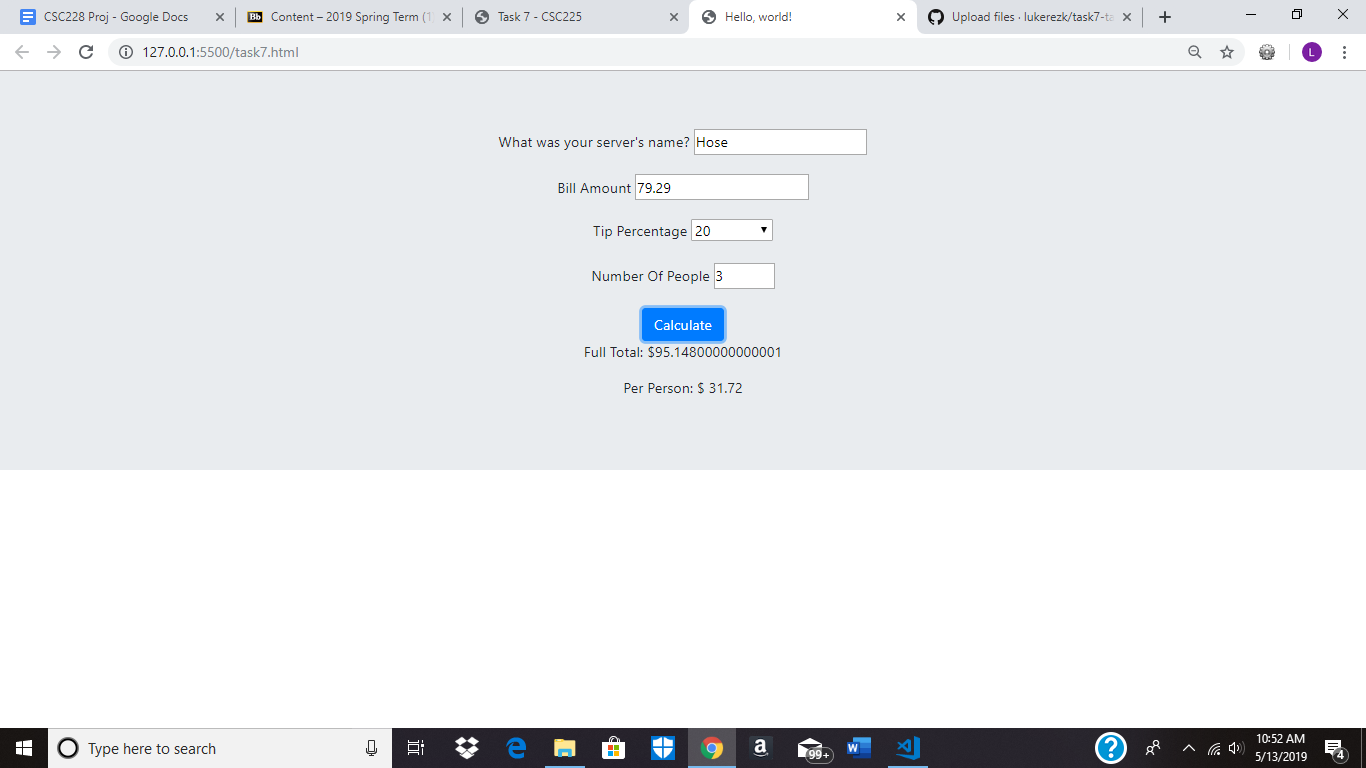 CSC228 Proj - Google Docs
Bb Content – 2019 Spring Term (1
Task 7 - CSC225
Hello, world!
Upload files · lukerezk/task7-ta
127.0.0.1:5500/task7.html
L
What was your server's name? Hose
Bill Amount 79.29
Tip Percentage 20
Number Of People 3
Calculate
Full Total: $95.14800000000001
Per Person: $ 31.72
Type here to search
99+
10:52 AM
5/13/2019
4